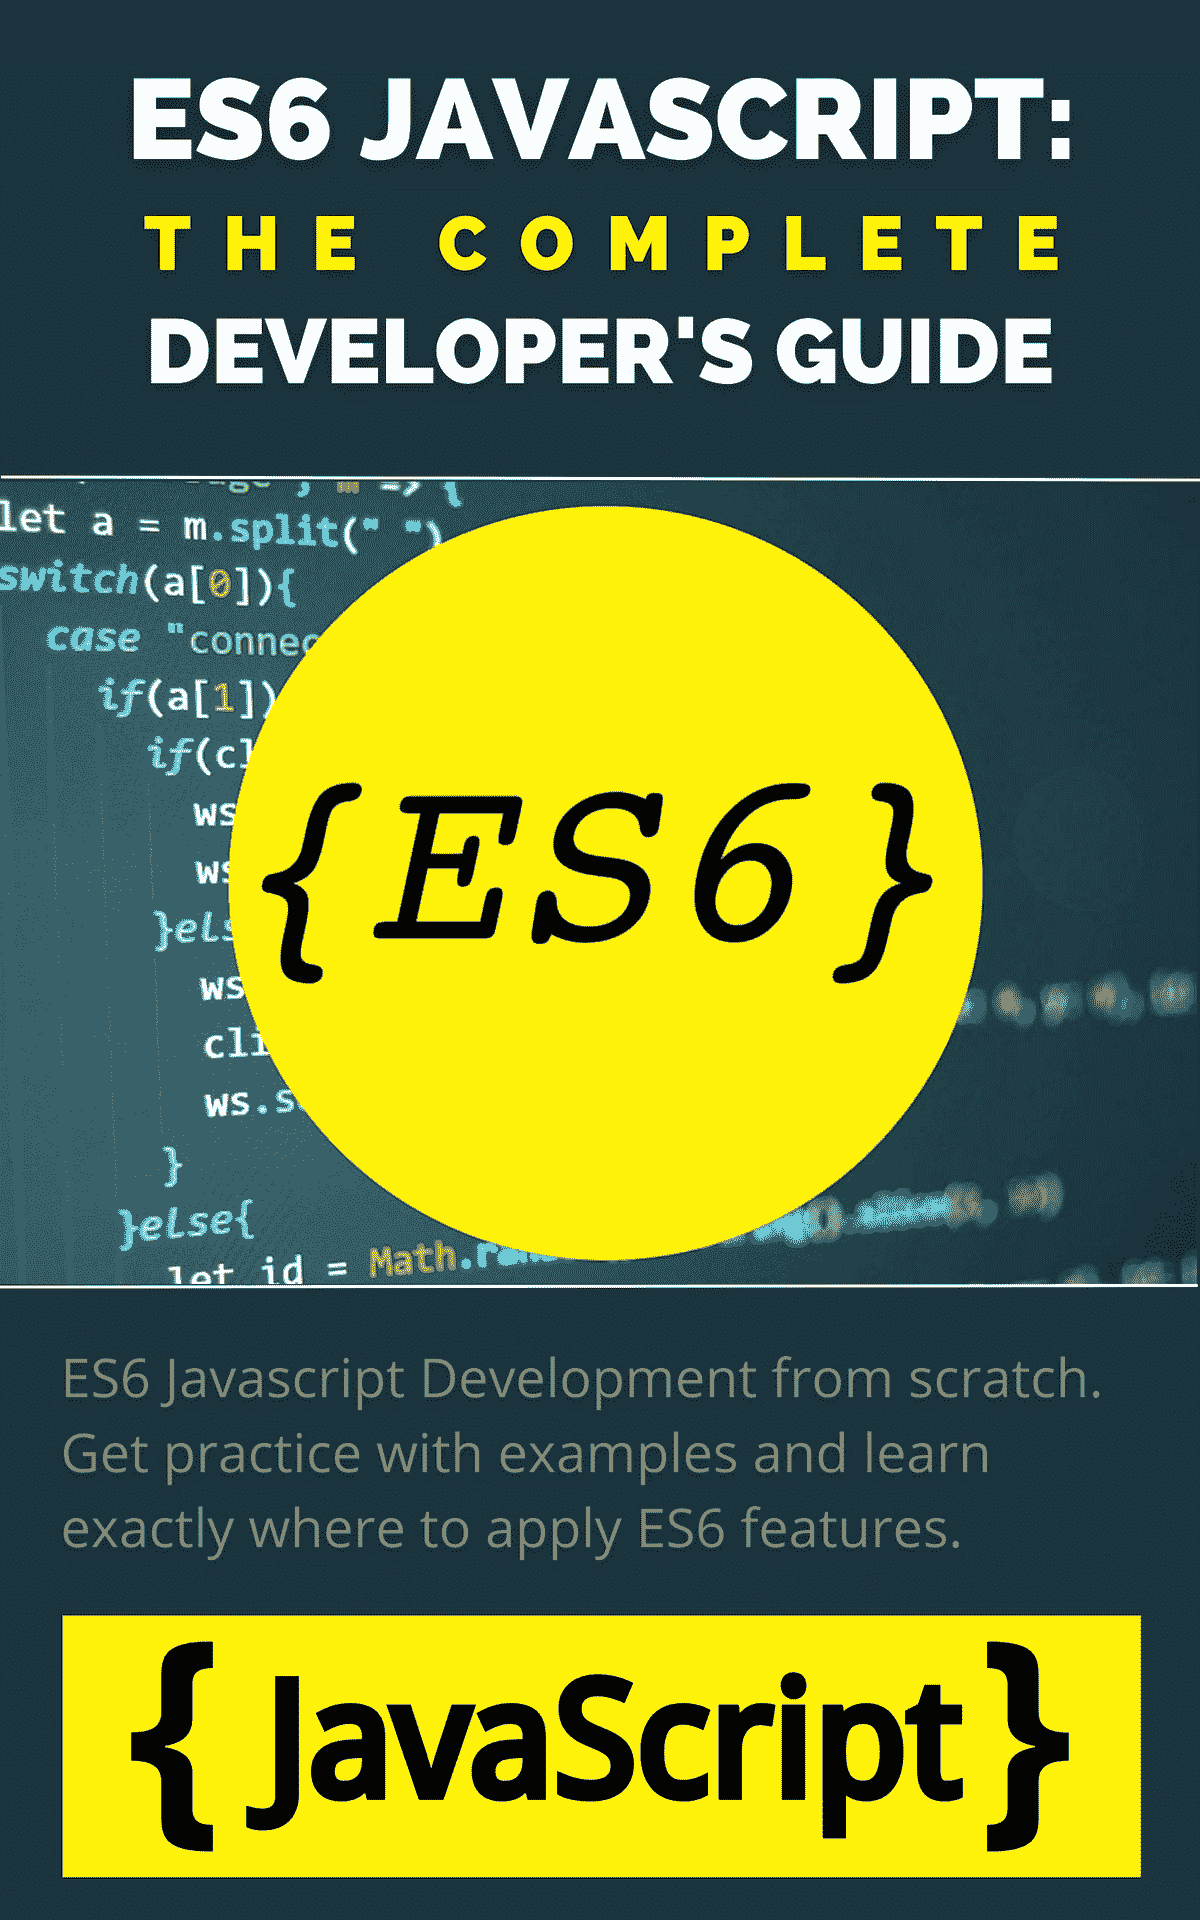 ES6 JAVASCRIPT:
THE COMPLETE
DEVELOPER'S GUIDE
let a = m.split(" ")
switch(a[0]){
case "connec
if(a[1])
if(cl
ws
ws
}els
ws
cli
ws.s
}
}else{
let id = Math.ran
{ES6}
ES6 Javascript Development from scratch.
Get practice with examples and learn
exactly where to apply ES6 features.
{JavaScript}